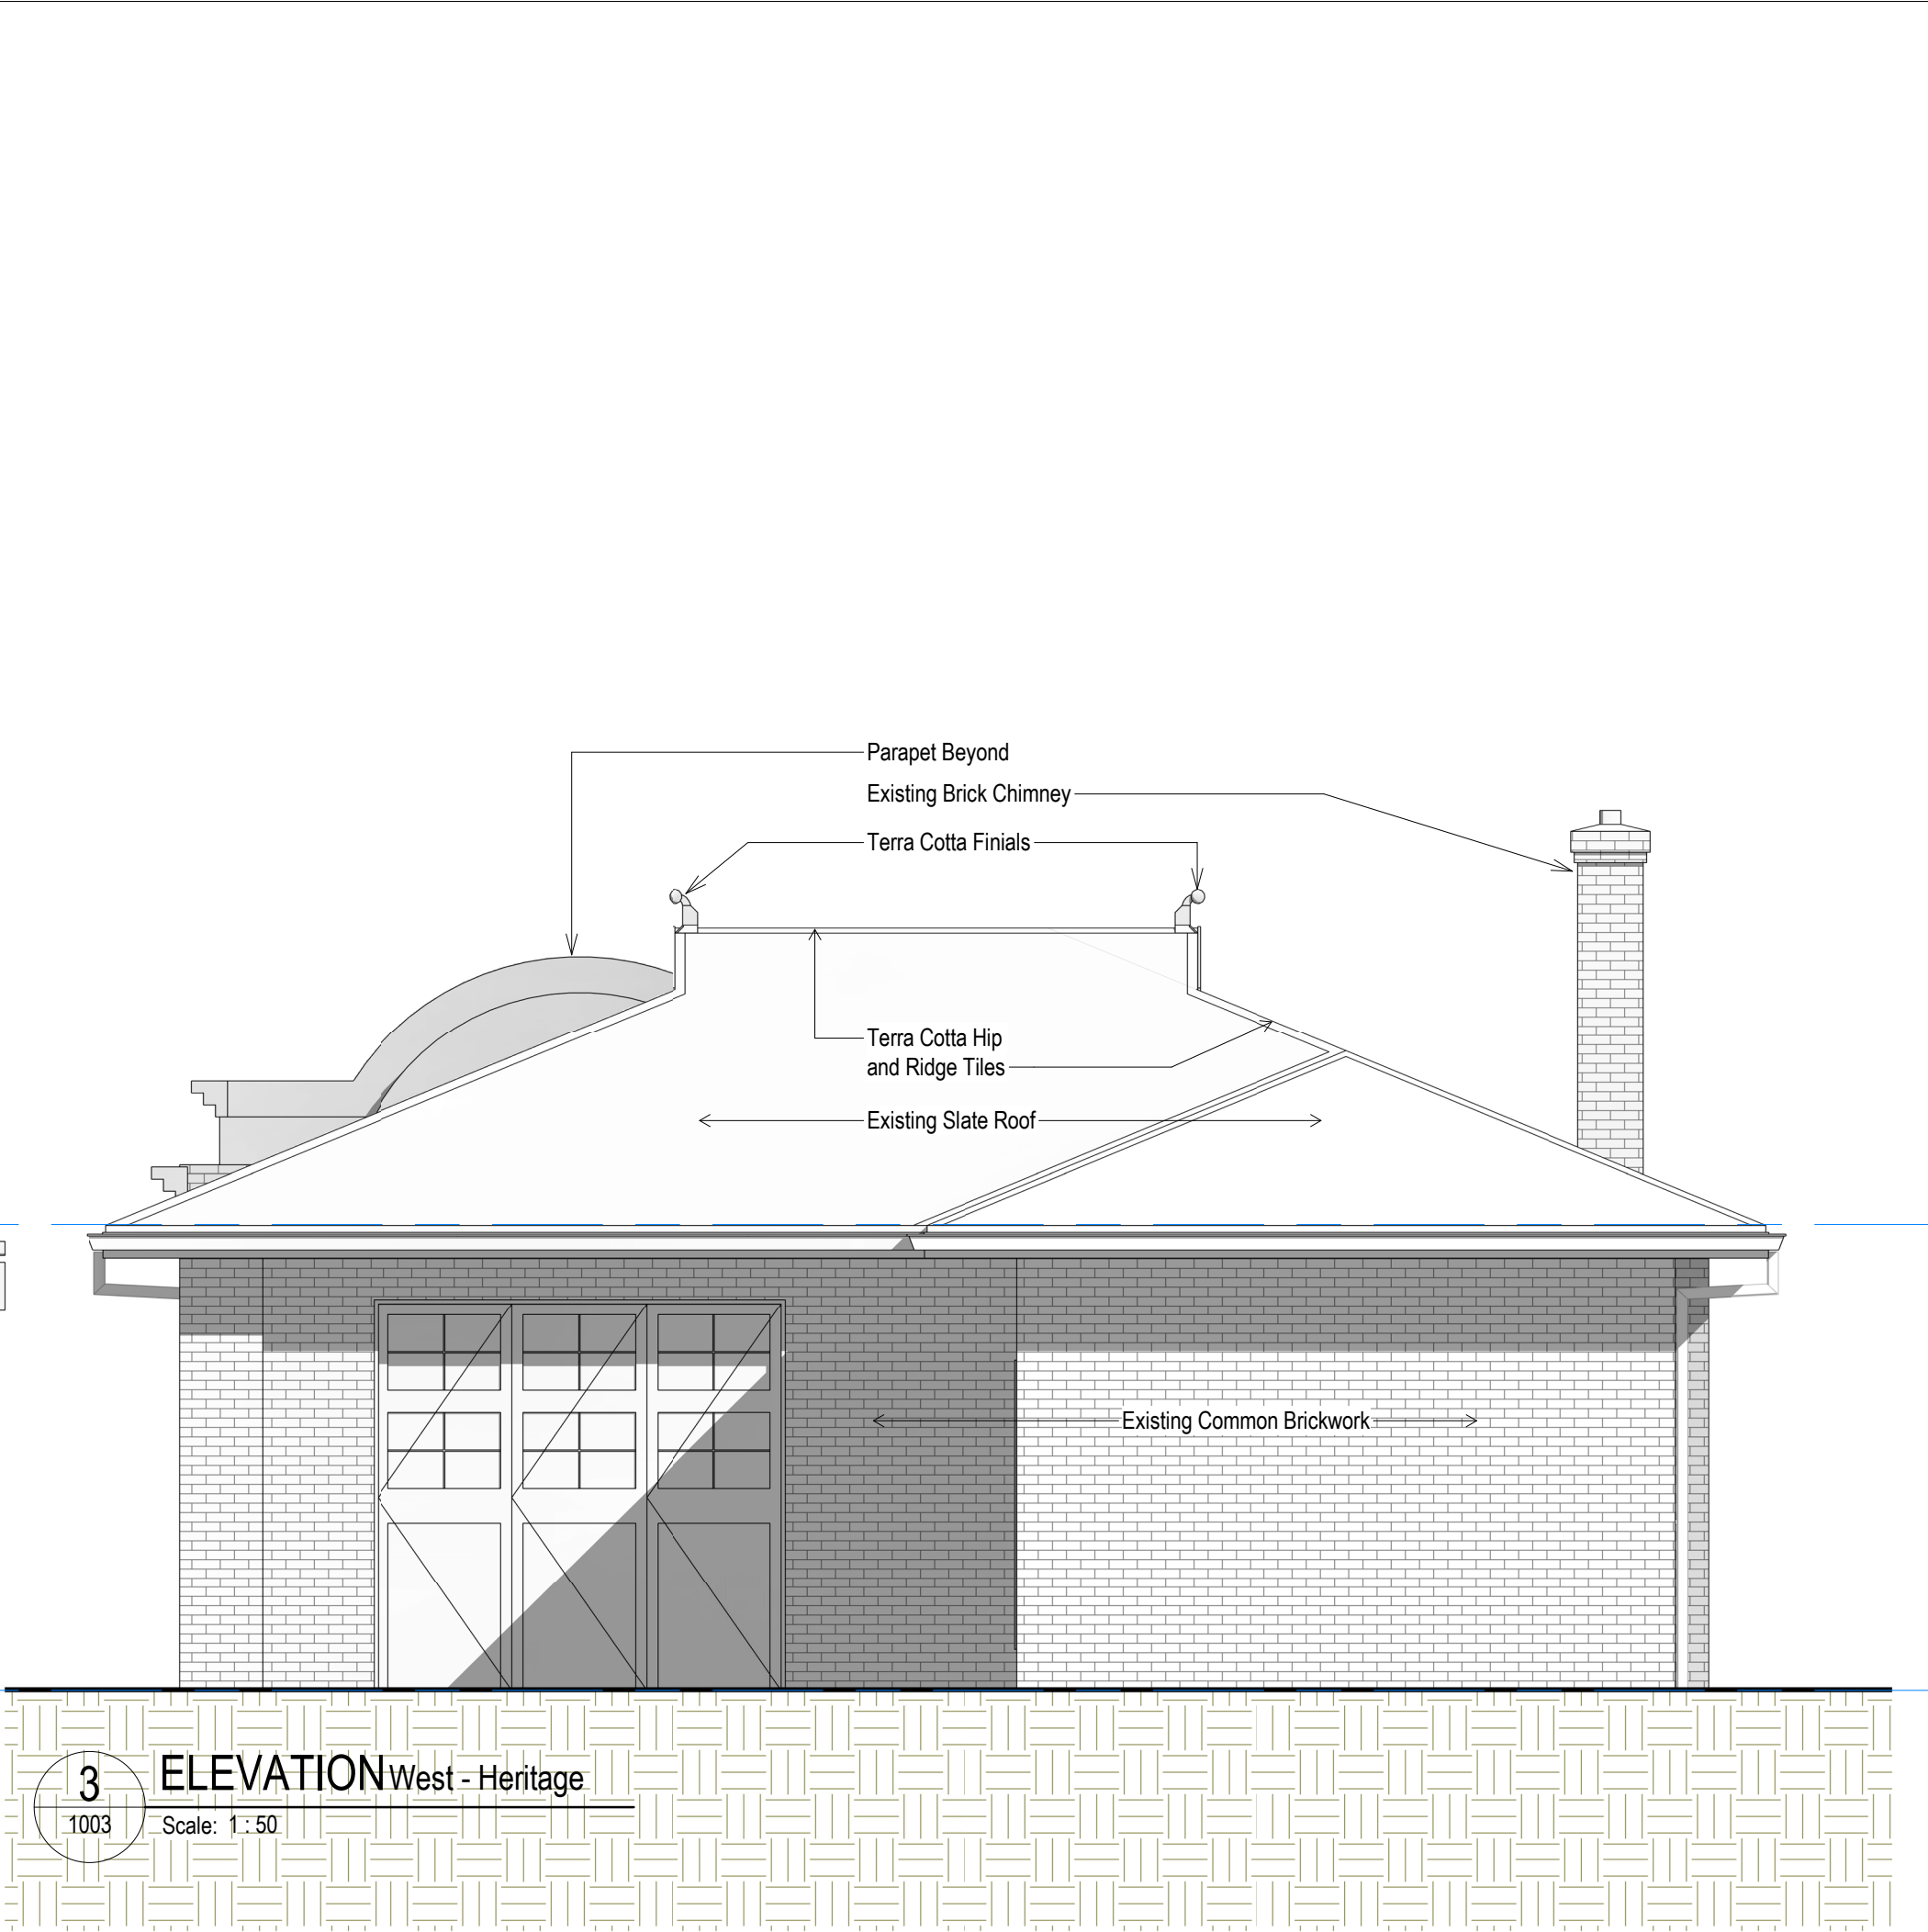 Parapet Beyond
Existing Brick Chimney
Terra Cotta Finials
Terra Cotta Hip
and Ridge Tiles
Existing Slate Roof
Existing Common Brickwork
3
1003
ELEVATION West - Heritage
Scale: 1 : 50